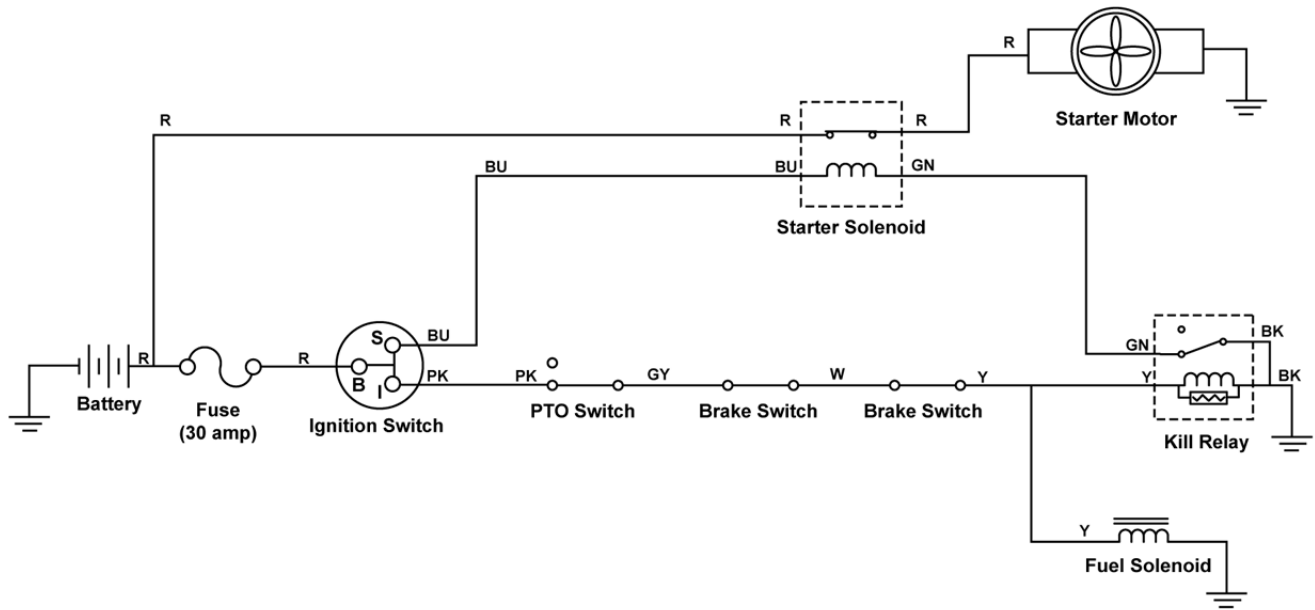 R
Starter Motor
R
R
R
BU
BU
GN
Starter Solenoid
S
BU
R
R
B
I
PK
PK
GY
W
Y
Y
GN
BK
BK
Battery
Fuse
(30 amp)
Ignition Switch
PTO Switch
Brake Switch
Brake Switch
Kill Relay
Y
Fuel Solenoid